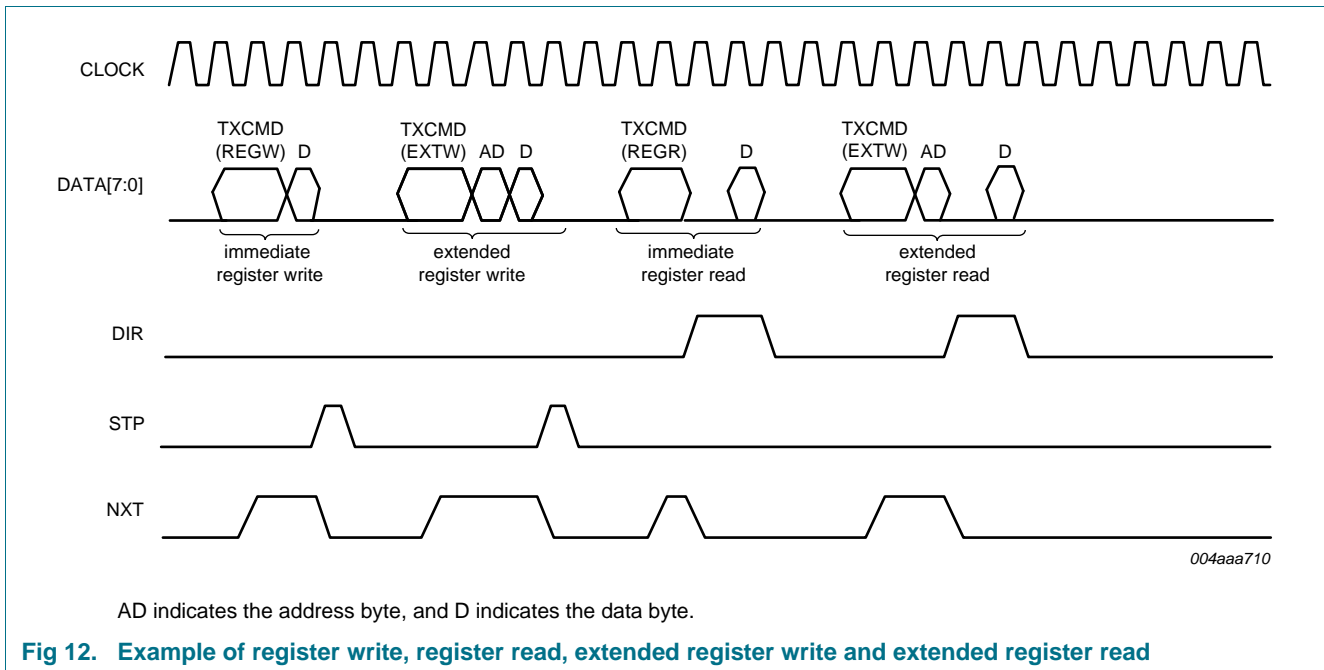 CLOCK
TXCMD
(REGW) D
TXCMD
(EXTW) AD D
TXCMD
(REGR) D
TXCMD
(EXTW) AD D
DATA[7:0]
immediate
register write
extended
register write
immediate
register read
extended
register read
DIR
STP
NXT
004aaa710
AD indicates the address byte, and D indicates the data byte.
Fig 12. Example of register write, register read, extended register write and extended register read